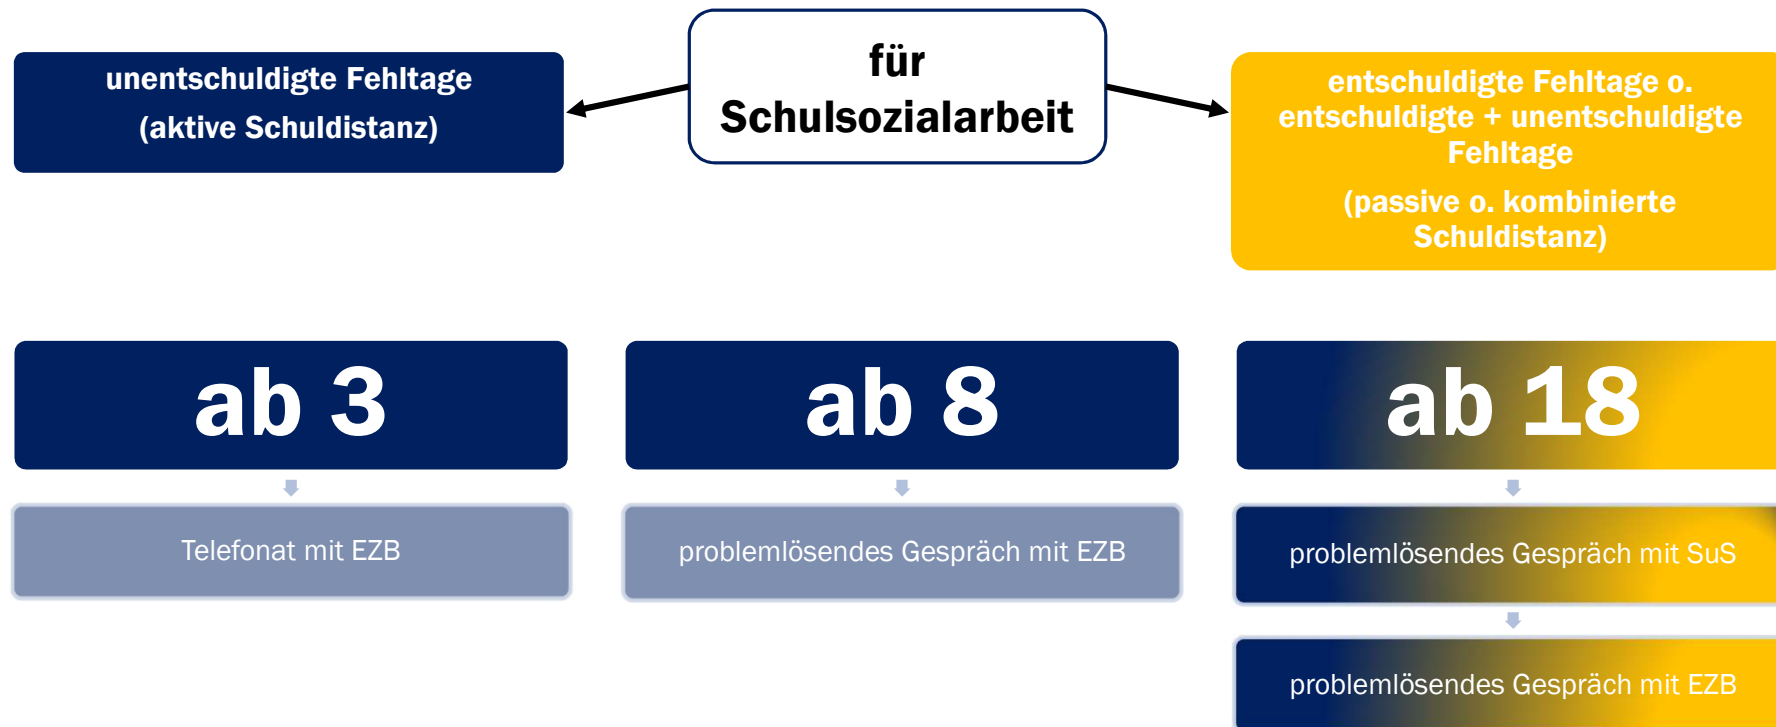 für
Schulsozialarbeit
unentschuldigte Fehltage
(aktive Schuldistanz)
entschuldigte Fehltage o.
entschuldigte + unentschuldigte
Fehltage
(passive o. kombinierte
Schuldistanz)
ab 3
Telefonat mit EZB
ab 8
problemlösendes Gespräch mit EZB
ab 18
problemlösendes Gespräch mit SuS
problemlösendes Gespräch mit EZB